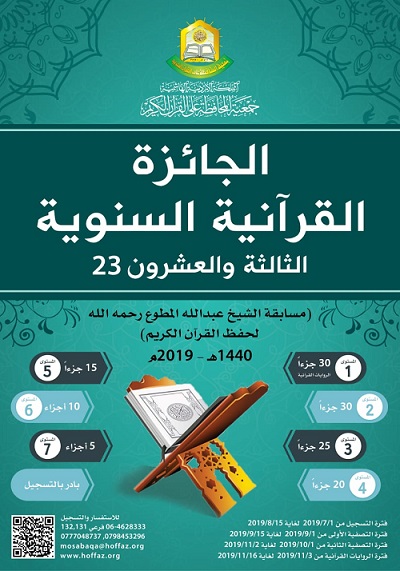 المملكة الأردنية الهاشمية
جمعية المحافظة على القرآن الكريم
الجائزة
القرآنية السنوية
الثالثة والعشرون 23
(مسابقة الشيخ عبدالله المطوع رحمه الله
لحفظ القرآن الكريم)
1440هـ - 2019م
المستوى 1 30 جزءاً
الروايات القرآنية
المستوى 2 30 جزءاً
المستوى 3 25 جزءاً
المستوى 4 20 جزءاً
المستوى 5 15 جزءاً
المستوى 6 10 أجزاء
المستوى 7 5 أجزاء
بادر بالتسجيل
فترة التسجيل من 2019/7/1 لغاية 2019/8/15
فترة التصفية الأولى من 2019/9/1 لغاية 2019/9/15
فترة التصفية الثانية من 2019/10/1 لغاية 2019/11/2
فترة الروايات القرآنية من 2019/11/3 لغاية 2019/11/16
للاستفسار والتسجيل
06-4628333 فرعي 132,131
0777048737 ,0798453296
mosabaqa@hoffaz.org
www.hoffaz.org